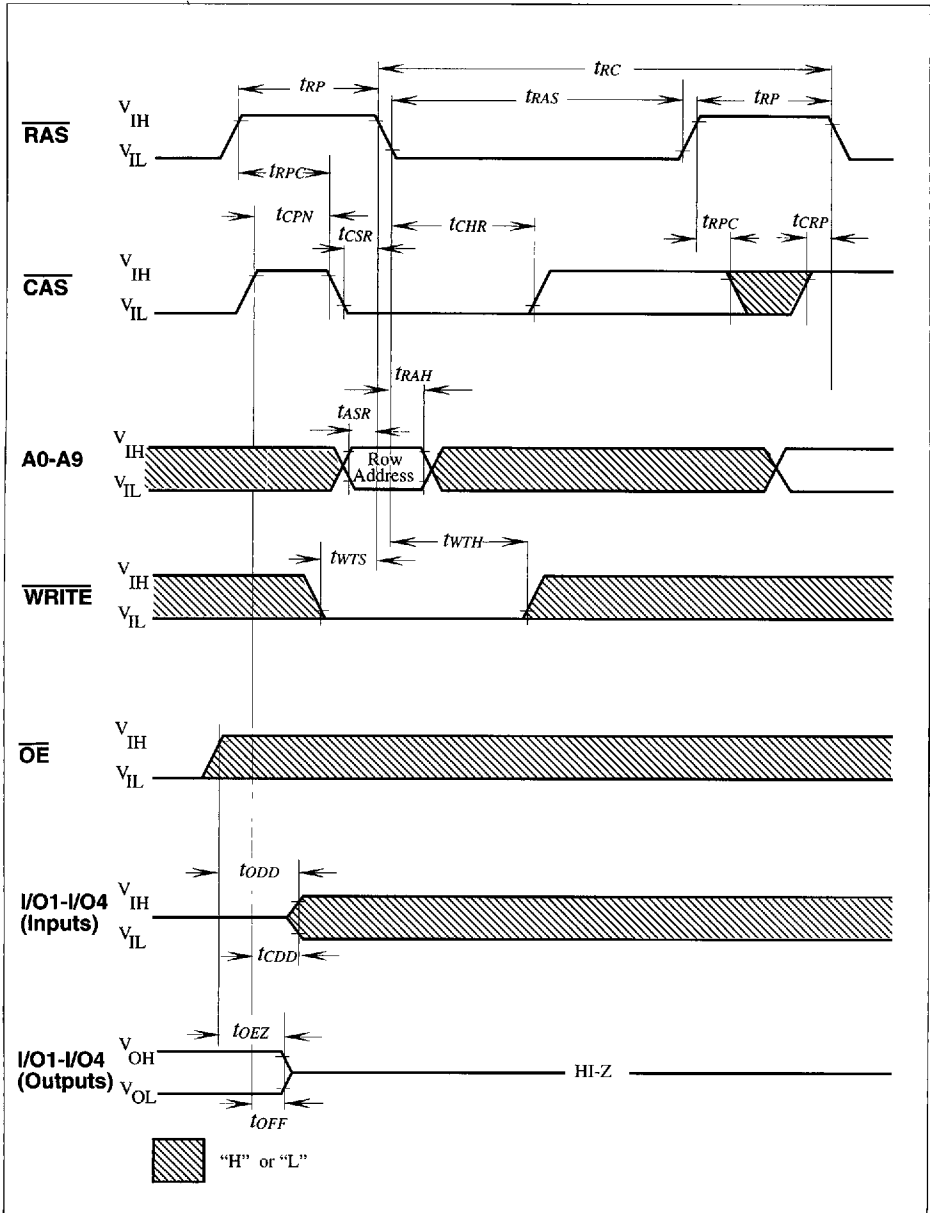 tRP
tRC
tRAS
tRP
RAS
VIH
VIL
tRPC
tCPN
tCSR
tCHR
tRPC
tCRP
CAS
VIH
VIL
tRAH
tASR
A0-A9
VIH
VIL
Row
Address
tWTS
tWTH
WRITE
VIH
VIL
OE
VIH
VIL
tODD
I/O1-I/O4
(Inputs)
VIH
VIL
tCDD
tOEZ
I/O1-I/O4
(Outputs)
VOH
VOL
HI-Z
tOFF
"H" or "L"